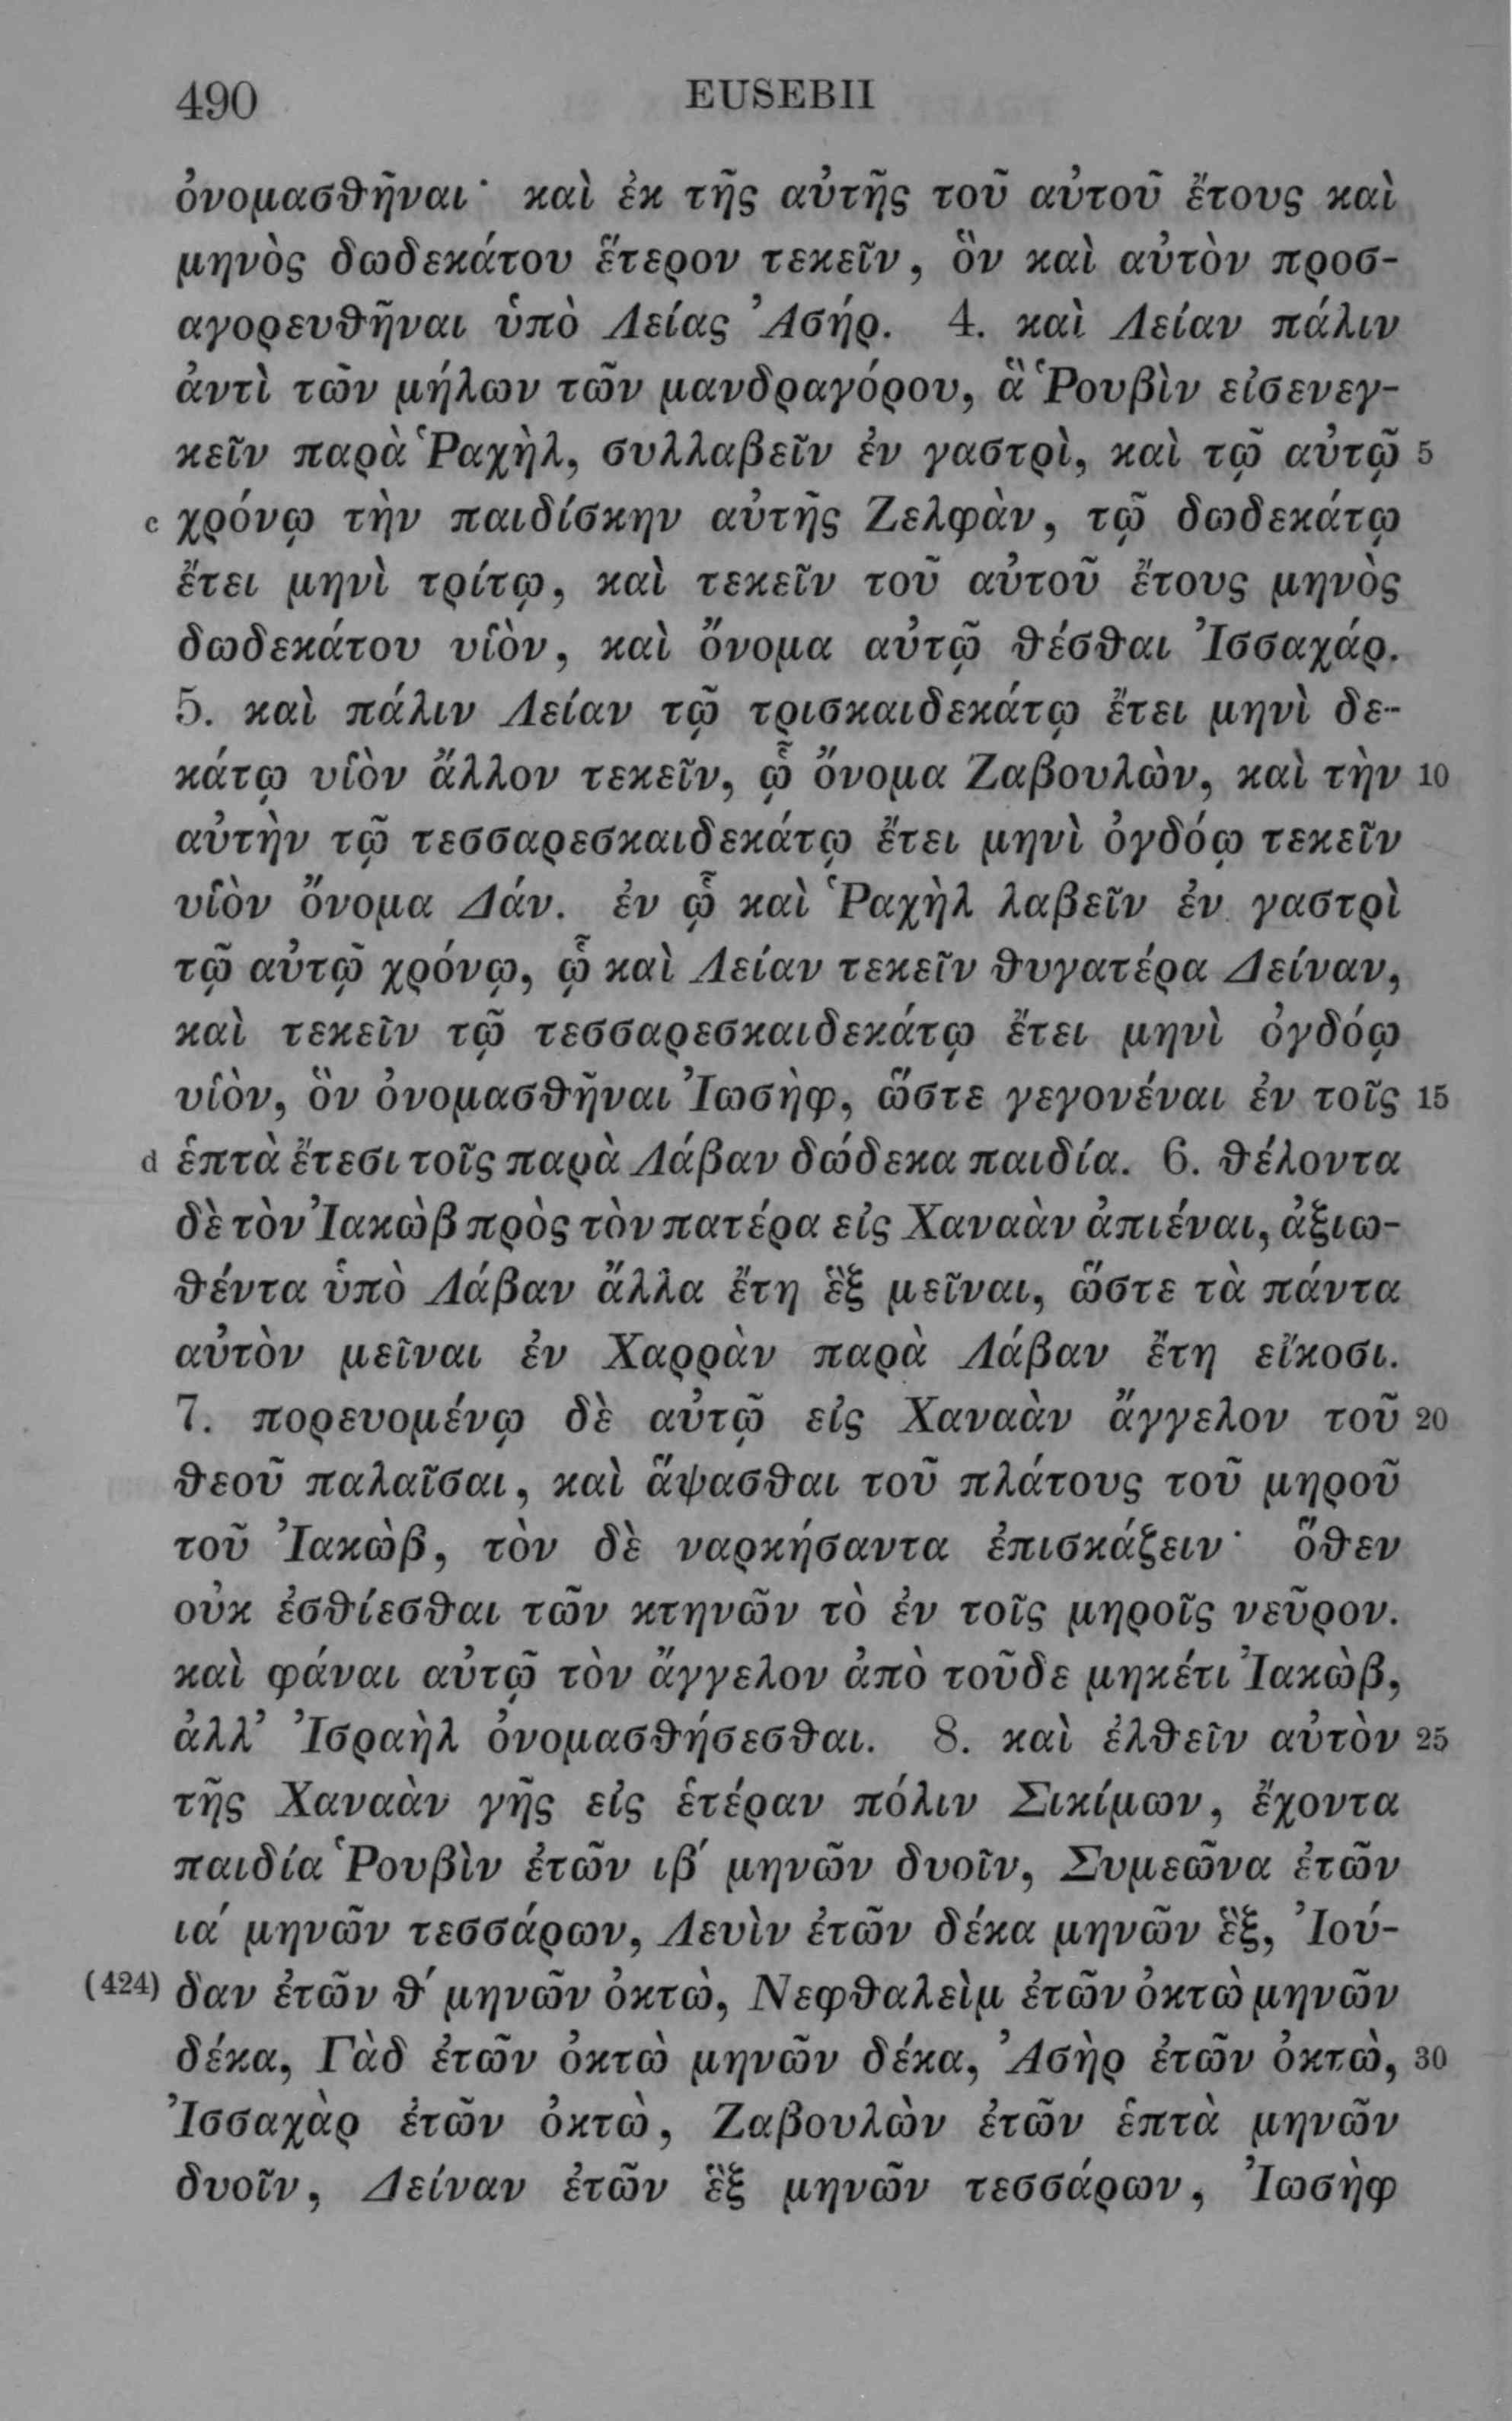 490 EUSEBII
ὀνομασθῆναι· καὶ ἐκ τῆς αὐτῆς τοῦ αὐτοῦ ἔτους καὶ
μηνὸς δωδεκάτου ἕτερον τεκεῖν, ὃν καὶ αὐτὸν προσ-
αγορευθῆναι ὑπὸ Λείας Ἀσήρ. 4. καὶ Λείαν πάλιν
ἀντὶ τῶν μήλων τῶν μανδραγόρου, ἃ Ῥουβὶν εἰσενεγ-
κεῖν παρὰ Ῥαχὴλ, συλλαβεῖν ἐν γαστρὶ, καὶ τῷ αὐτῷ 5
c χρόνῳ τὴν παιδίσκην αὐτῆς Ζελφὰν, τῷ δωδεκάτῳ
ἔτει μηνὶ τρίτῳ, καὶ τεκεῖν τοῦ αὐτοῦ ἔτους μηνὸς
δωδεκάτου υἱὸν, καὶ ὄνομα αὐτῷ θέσθαι Ἰσσαχάρ.
5. καὶ πάλιν Λείαν τῷ τρισκαιδεκάτῳ ἔτει μηνὶ δε-
κάτῳ υἱὸν ἄλλον τεκεῖν, ᾧ ὄνομα Ζαβουλὼν, καὶ τὴν 10
αὐτὴν τῷ τεσσαρεσκαιδεκάτῳ ἔτει μηνὶ ὀγδόῳ τεκεῖν
υἱὸν ὄνομα Δάν. ἐν ᾧ καὶ Ῥαχὴλ λαβεῖν ἐν γαστρὶ
τῷ αὐτῷ χρόνῳ, ᾧ καὶ Λείαν τεκεῖν θυγατέρα Δείναν,
καὶ τεκεῖν τῷ τεσσαρεσκαιδεκάτῳ ἔτει μηνὶ ὀγδόῳ
υἱὸν, ὃν ὀνομασθῆναι Ἰωσὴφ, ὥστε γεγονέναι ἐν τοῖς 15
d ἑπτὰ ἔτεσι τοῖς παρὰ Λάβαν δώδεκα παιδία. 6. θέλοντα
δὲ τὸν Ἰακὼβ πρὸς τὸν πατέρα εἰς Χαναὰν ἀπιέναι, ἀξιω-
θέντα ὑπὸ Λάβαν ἄλλα ἔτη ἓξ μεῖναι, ὥστε τὰ πάντα
αὐτὸν μεῖναι ἐν Χαρρὰν παρὰ Λάβαν ἔτη εἴκοσι.
7. πορευομένῳ δὲ αὐτῷ εἰς Χαναὰν ἄγγελον τοῦ 20
θεοῦ παλαῖσαι, καὶ ἅψασθαι τοῦ πλάτους τοῦ μηροῦ
τοῦ Ἰακὼβ, τὸν δὲ ναρκήσαντα ἐπισκάζειν· ὅθεν
οὐκ ἐσθίεσθαι τῶν κτηνῶν τὸ ἐν τοῖς μηροῖς νεῦρον.
καὶ φάναι αὐτῷ τὸν ἄγγελον ἀπὸ τοῦδε μηκέτι Ἰακὼβ,
ἀλλ’ Ἰσραὴλ ὀνομασθήσεσθαι. 8. καὶ ἐλθεῖν αὐτὸν 25
τῆς Χαναὰν γῆς εἰς ἑτέραν πόλιν Σικίμων, ἔχοντα
παιδία Ῥουβὶν ἐτῶν ιβ΄ μηνῶν δυοῖν, Συμεῶνα ἐτῶν
ια΄ μηνῶν τεσσάρων, Λευὶν ἐτῶν δέκα μηνῶν ἓξ, Ἰού-
(424) δαν ἐτῶν θ΄ μηνῶν ὀκτὼ, Νεφθαλεὶμ ἐτῶν ὀκτὼ μηνῶν
δέκα, Γὰδ ἐτῶν ὀκτὼ μηνῶν δέκα, Ἀσὴρ ἐτῶν ὀκτὼ, 30
Ἰσσαχὰρ ἐτῶν ὀκτὼ, Ζαβουλὼν ἐτῶν ἑπτὰ μηνῶν
δυοῖν, Δείναν ἐτῶν ἓξ μηνῶν τεσσάρων, Ἰωσὴφ